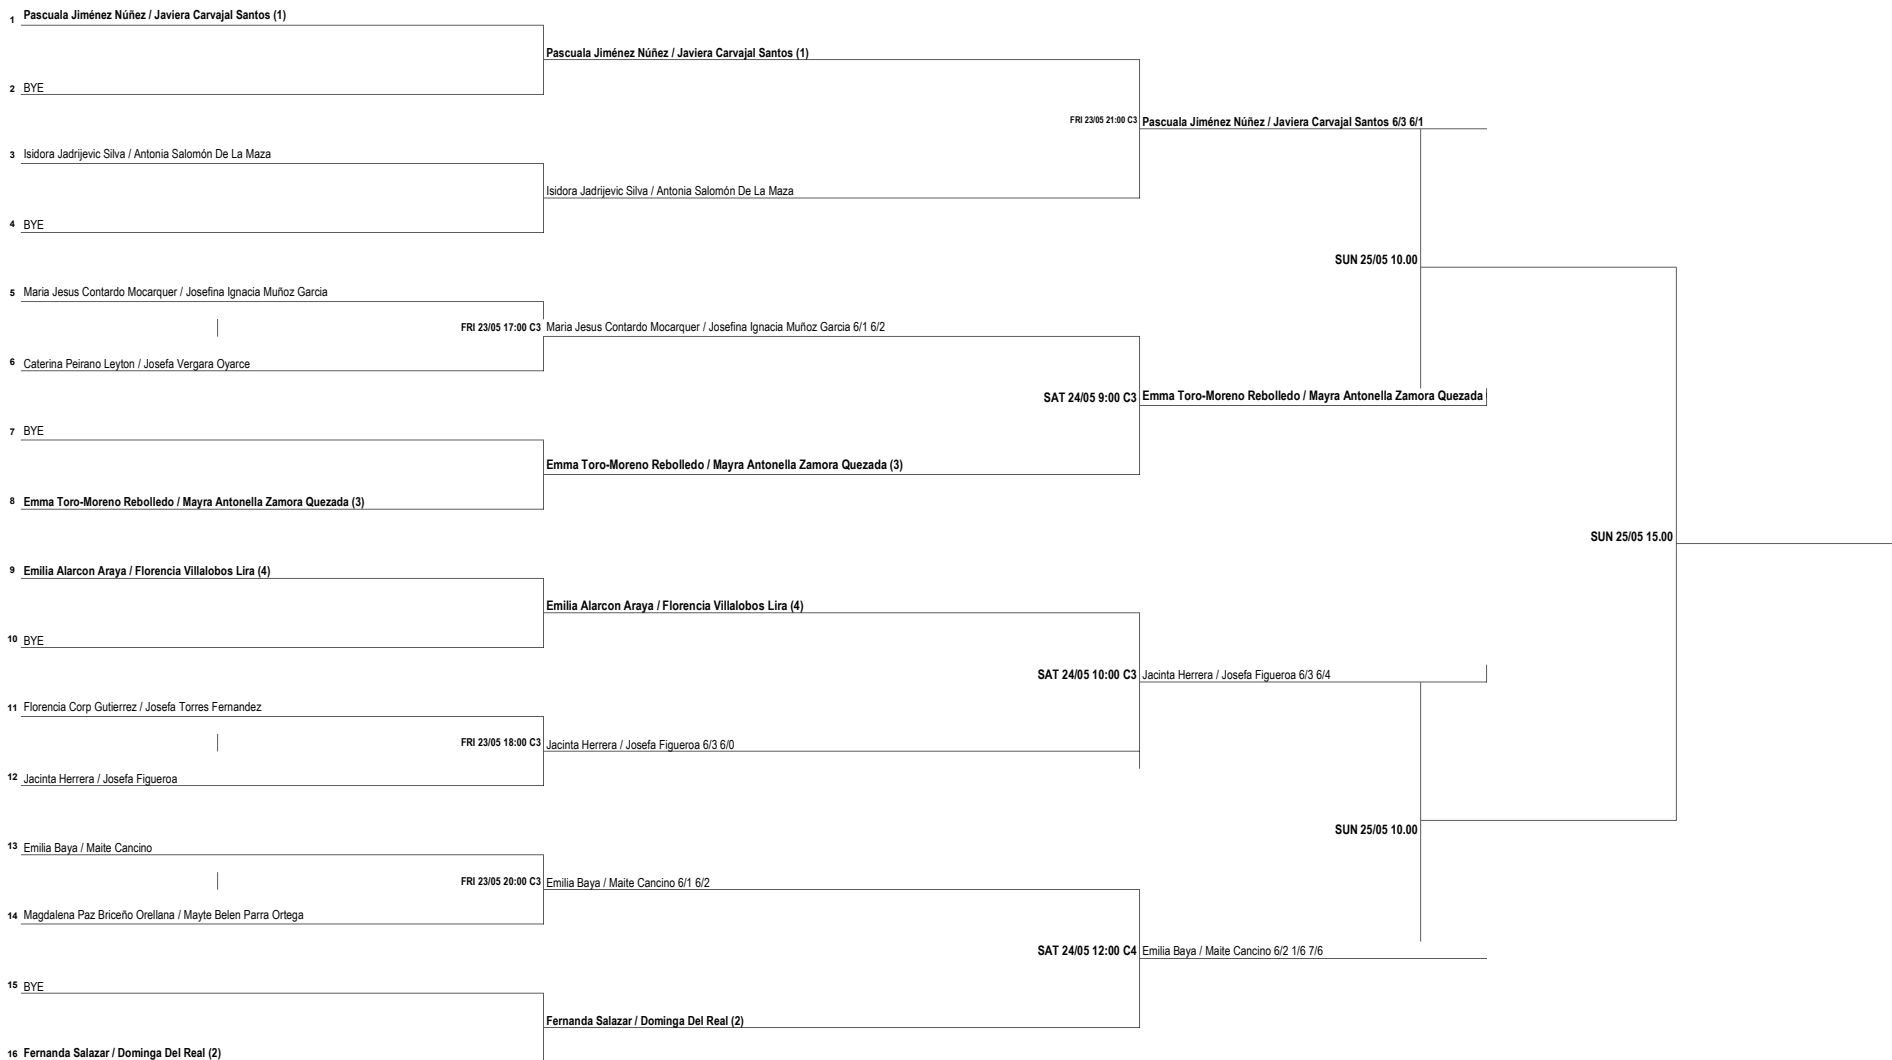 1 Pascuala Jiménez Núñez / Javiera Carvajal Santos (1)
Pascuala Jiménez Núñez / Javiera Carvajal Santos (1)
2 BYE
FRI 23/05 21:00 C3 Pascuala Jiménez Núñez / Javiera Carvajal Santos 6/3 6/1
3 Isidora Jadrijevic Silva / Antonia Salomón De La Maza
Isidora Jadrijevic Silva / Antonia Salomón De La Maza
4 BYE
SUN 25/05 10.00
5 Maria Jesus Contardo Mocarquer / Josefina Ignacia Muñoz Garcia
FRI 23/05 17:00 C3 Maria Jesus Contardo Mocarquer / Josefina Ignacia Muñoz Garcia 6/1 6/2
6 Caterina Peirano Leyton / Josefa Vergara Oyarce
SAT 24/05 9:00 C3 Emma Toro-Moreno Rebolledo / Mayra Antonella Zamora Quezada
7 BYE
Emma Toro-Moreno Rebolledo / Mayra Antonella Zamora Quezada (3)
8 Emma Toro-Moreno Rebolledo / Mayra Antonella Zamora Quezada (3)
SUN 25/05 15.00
9 Emilia Alarcon Araya / Florencia Villalobos Lira (4)
Emilia Alarcon Araya / Florencia Villalobos Lira (4)
10 BYE
SAT 24/05 10:00 C3 Jacinta Herrera / Josefa Figueroa 6/3 6/4
11 Florencia Corp Gutierrez / Josefa Torres Fernandez
FRI 23/05 18:00 C3 Jacinta Herrera / Josefa Figueroa 6/3 6/0
12 Jacinta Herrera / Josefa Figueroa
SUN 25/05 10.00
13 Emilia Baya / Maite Cancino
FRI 23/05 20:00 C3 Emilia Baya / Maite Cancino 6/1 6/2
14 Magdalena Paz Briceño Orellana / Mayte Belen Parra Ortega
SAT 24/05 12:00 C4 Emilia Baya / Maite Cancino 6/2 1/6 7/6
15 BYE
Fernanda Salazar / Dominga Del Real (2)
16 Fernanda Salazar / Dominga Del Real (2)